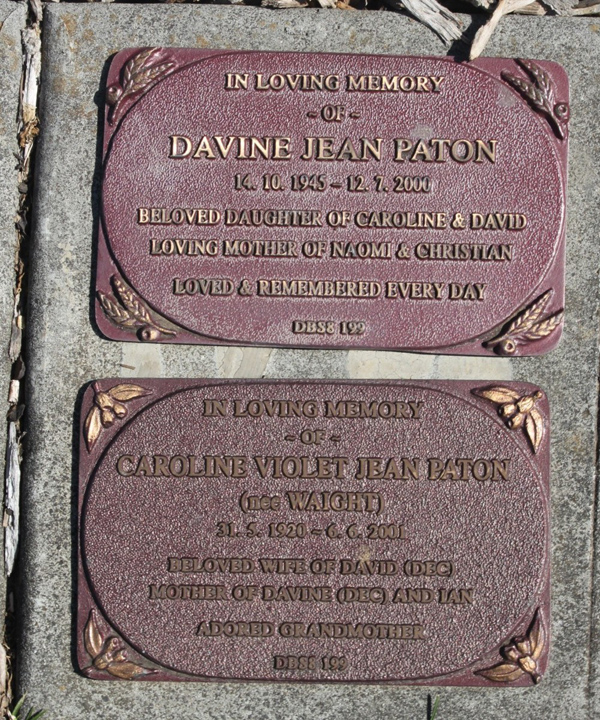 IN LOVING MEMORY
~ OF ~
DAVINE JEAN PATON
14. 10. 1945 – 12. 7. 2000
BELOVED DAUGHTER OF CAROLINE & DAVID
LOVING MOTHER OF NAOMI & CHRISTIAN
LOVED & REMEMBERED EVERY DAY
DBS8 199
IN LOVING MEMORY
~ OF ~
CAROLINE VIOLET JEAN PATON
(nee WAIGHT)
31. 5. 1920 ~ 6. 6. 2001
BELOVED WIFE OF DAVID (DEC)
MOTHER OF DAVINE (DEC) AND IAN
ADORED GRANDMOTHER
DBS8 199